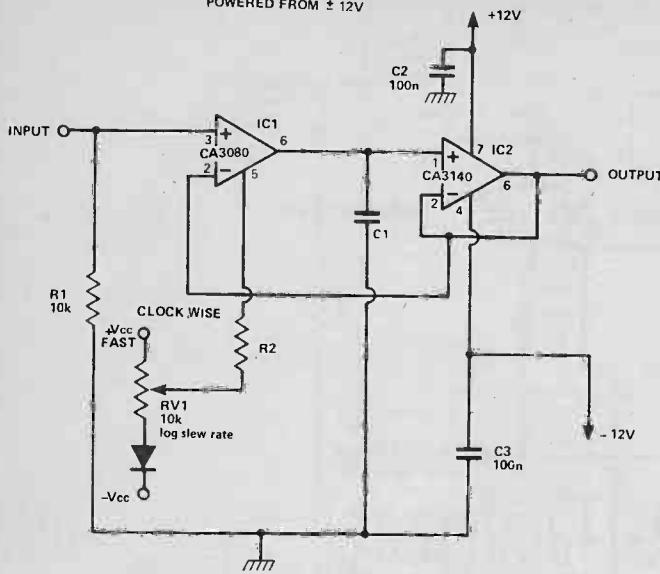 POWERED FROM ± 12V
+12V
C2
100n
INPUT
IC1
3
+
6
CA3080
2
−
5
7
IC2
1
+
CA3140
6
2
−
4
OUTPUT
C1
R1
10k
CLOCK WISE
+Vcc
FAST
R2
RV1
10k
log slew rate
−Vcc
C3
100n
− 12V